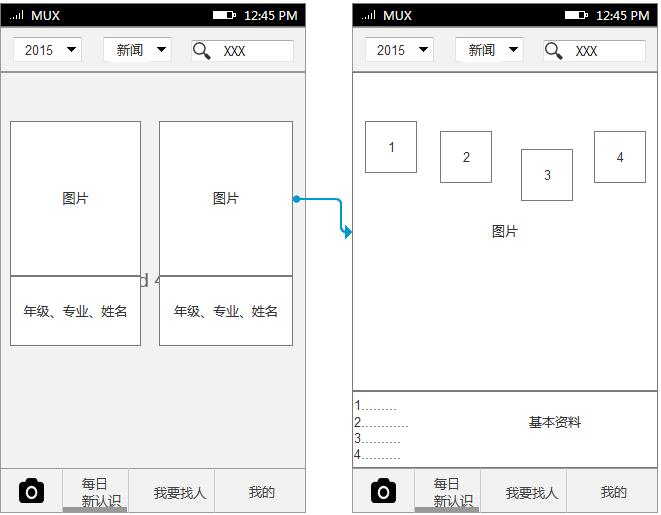 MUX 12:45 PM
2015 新闻 XXX
图片 图片
年级、专业、姓名 年级、专业、姓名
每日
新认识
我要找人
我的
MUX 12:45 PM
2015 新闻 XXX
1
2
3
4
图片
1.........
2..........
3.........
4.........
基本资料
每日
新认识
我要找人
我的